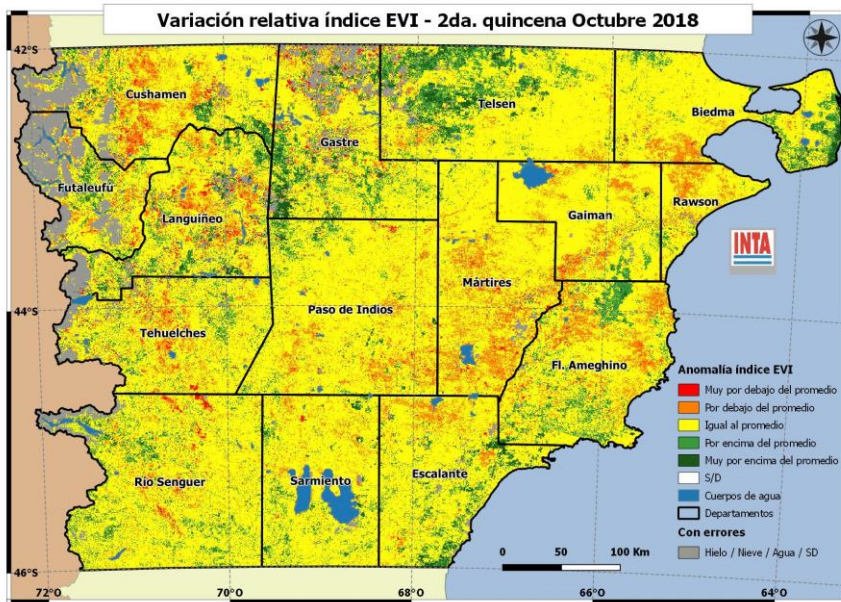 Variación relativa índice EVI - 2da. quincena Octubre 2018
42°S
Cushamen
Telsen
Biedma
Gastre
Futaleufú
Languiñeo
Gaiman
Rawson
INTA
Mártires
Paso de Indios
44°S
Tehuelches
Fl. Ameghino
Anomalía índice EVI
Muy por debajo del promedio
Por debajo del promedio
Igual al promedio
Por encima del promedio
Muy por encima del promedio
S/D
Cuerpos de agua
Departamentos
Con errores
Hielo / Nieve / Agua / SD
Río Senguer
Sarmiento
Escalante
0 50 100 Km
46°S
72°O 70°O 68°O 66°O 64°O